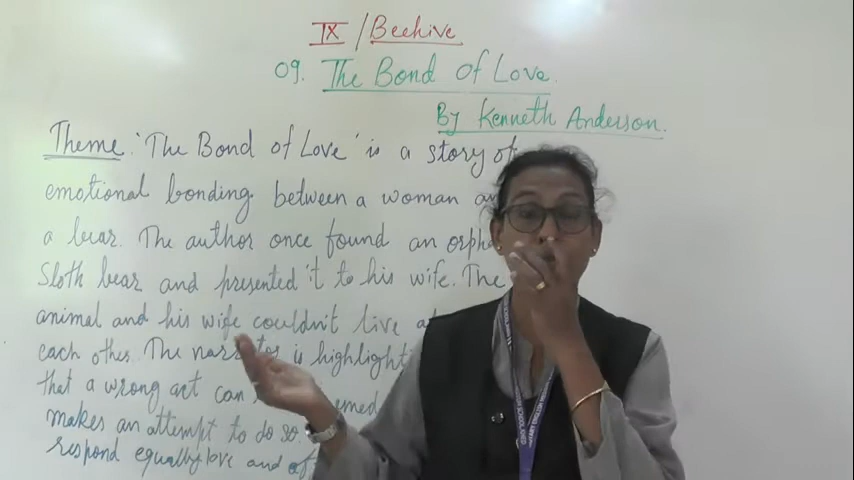 IX / Beehive
09. The Bond of Love.
By Kenneth Anderson.
Theme: 'The Bond of Love' is a story of
emotional bonding between a woman
a bear. The author once found an
Sloth bear and presented it to his wife. The
animal and his wife couldn't live
each other. The narrator is
that a wrong act can
makes an attempt to do so.
respond equally love and